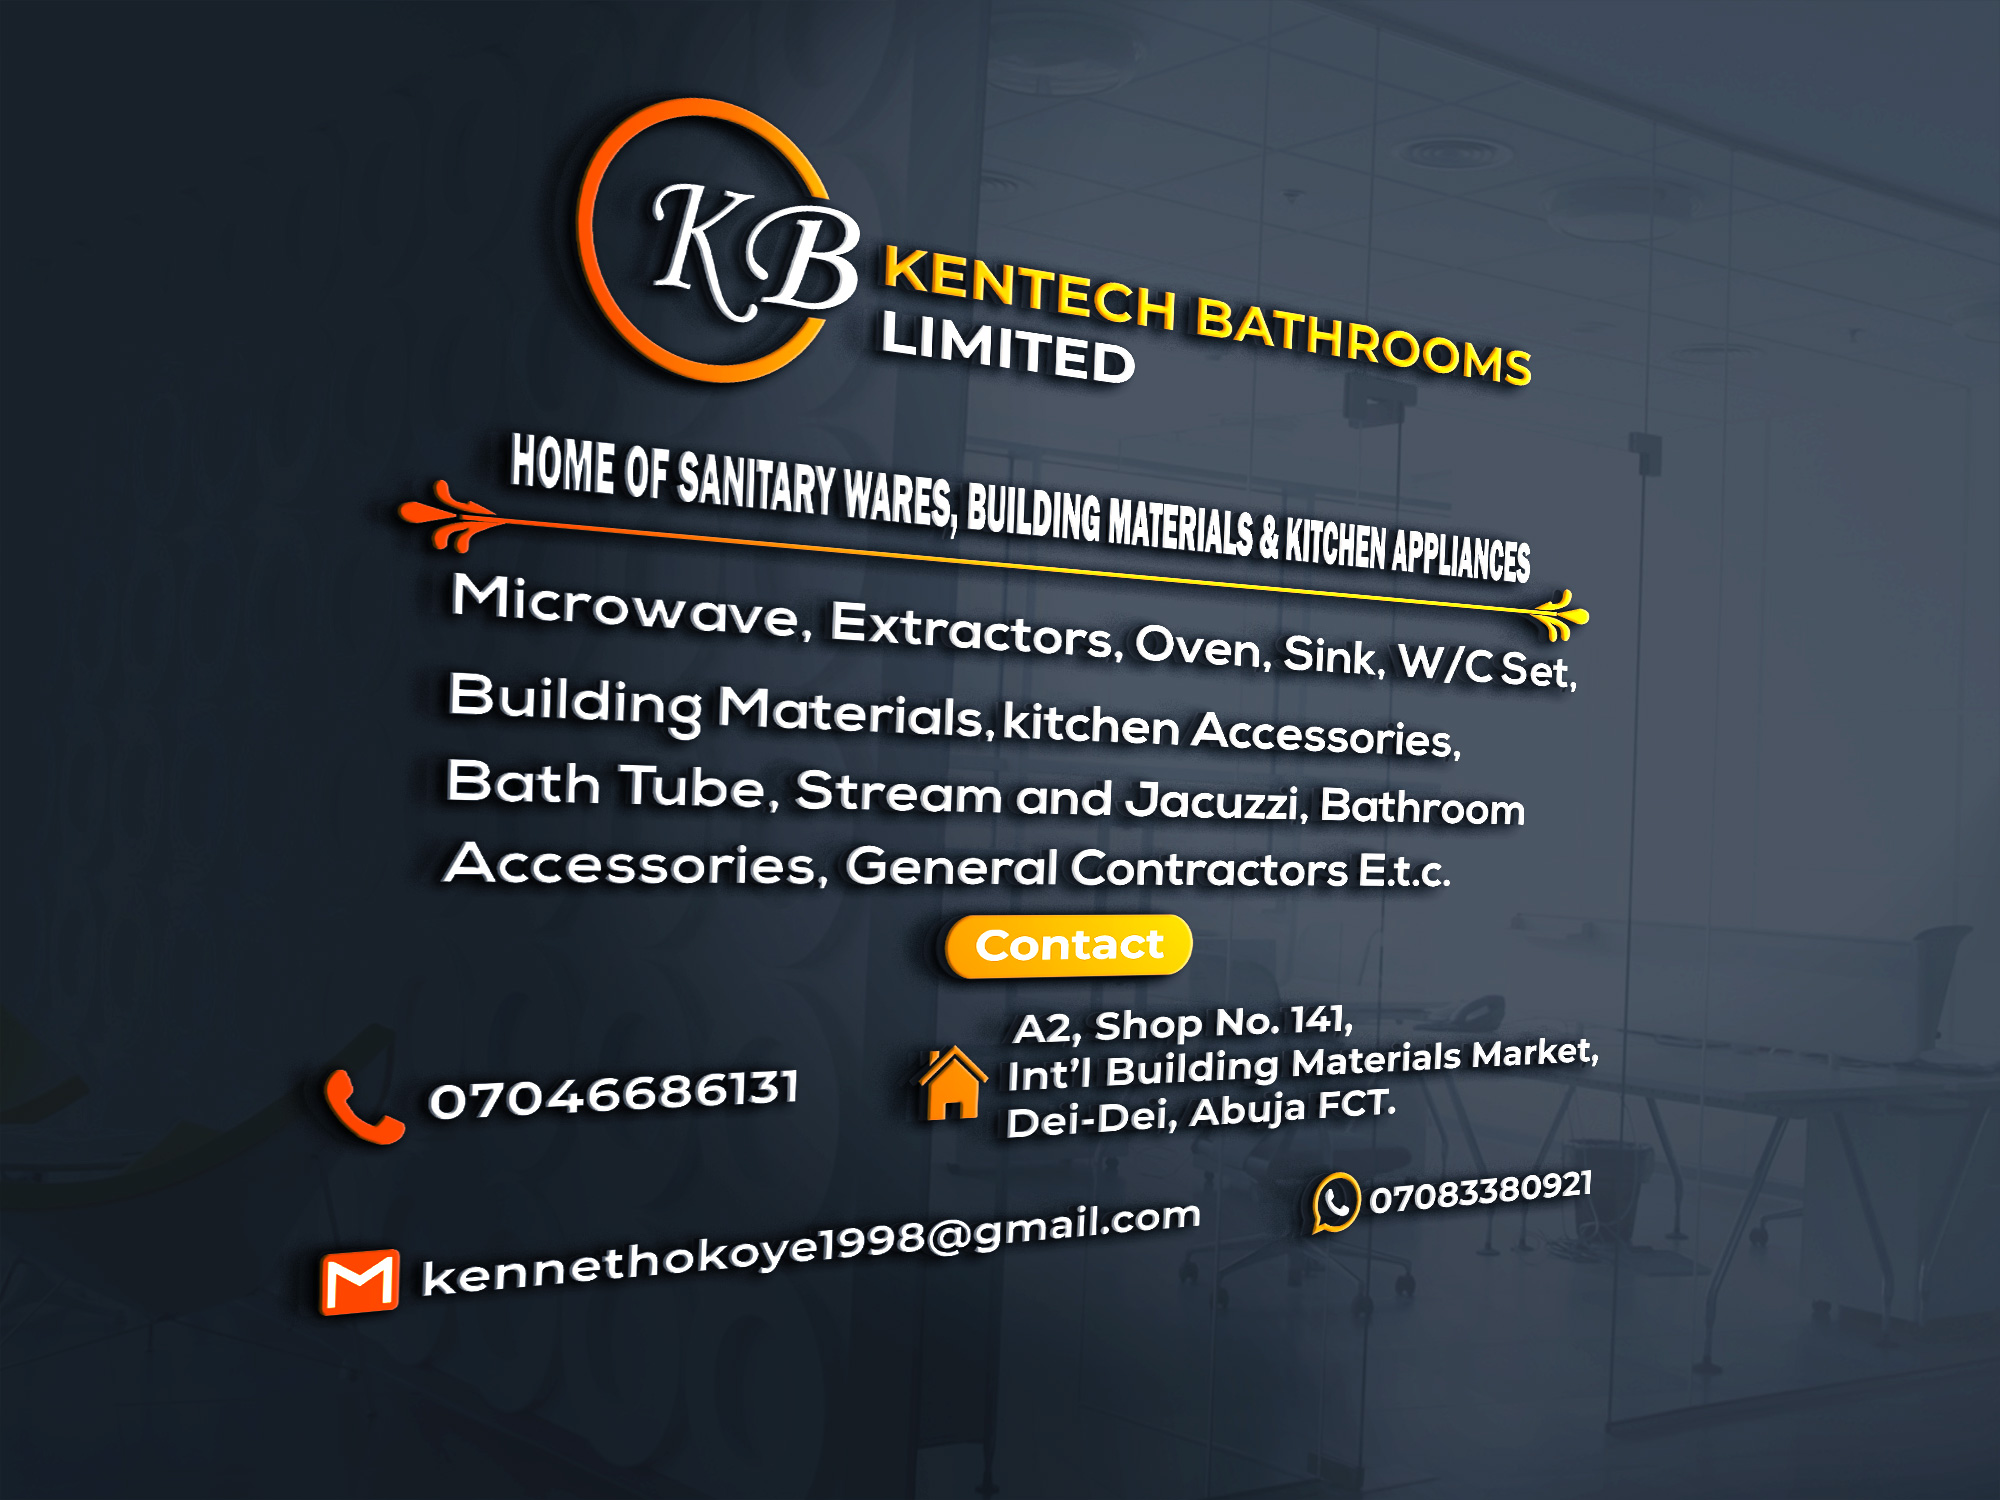 KB
KENTECH BATHROOMS
LIMITED
HOME OF SANITARY WARES, BUILDING MATERIALS & KITCHEN APPLIANCES
Microwave, Extractors, Oven, Sink, W/C Set,
Building Materials, kitchen Accessories,
Bath Tube, Stream and Jacuzzi, Bathroom
Accessories, General Contractors E.t.c.
Contact
07046686131
A2, Shop No. 141,
Int'l Building Materials Market,
Dei-Dei, Abuja FCT.
07083380921
M kennethokoye1998@gmail.com